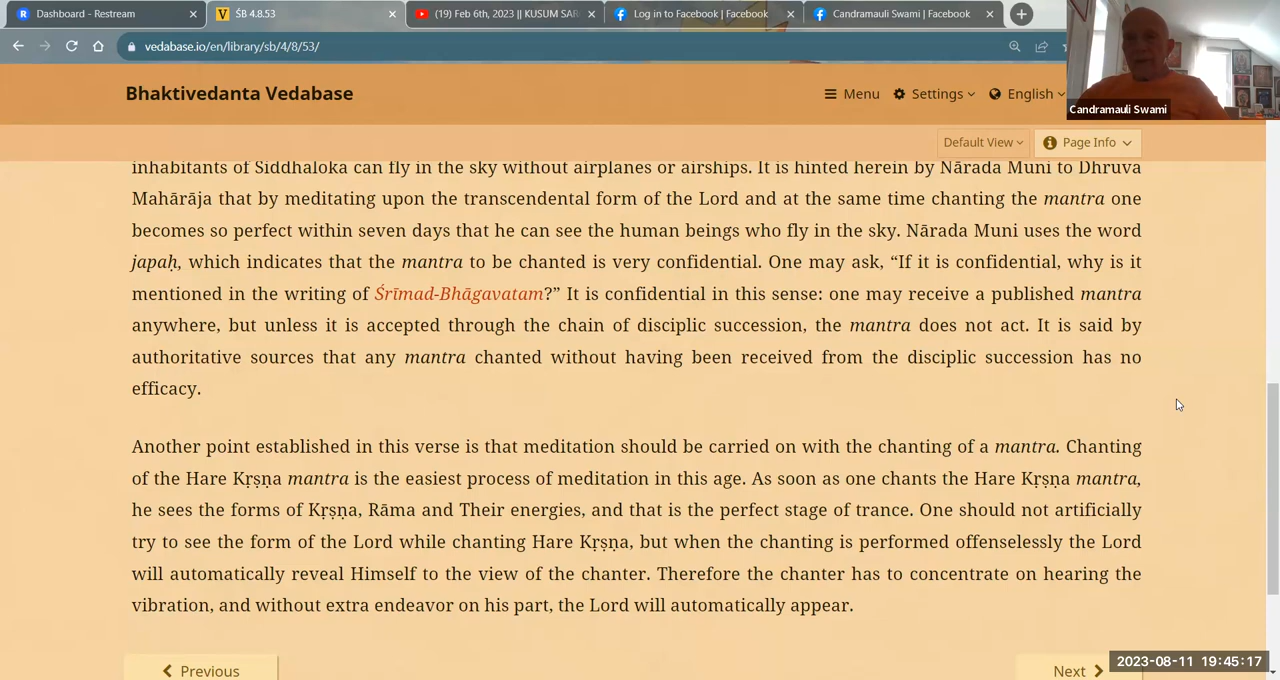 Dashboard - Restream
ŚB 4.8.53
(19) Feb 6th, 2023 || KUSUM SAR
Log in to Facebook | Facebook
Candramauli Swami | Facebook
vedabase.io/en/library/sb/4/8/53/
Candramauli Swami
Bhaktivedanta Vedabase
Menu
Settings
English
Default View
Page Info
inhabitants of Siddhaloka can fly in the sky without airplanes or airships. It is hinted herein by Nārada Muni to Dhruva
Mahārāja that by meditating upon the transcendental form of the Lord and at the same time chanting the mantra one
becomes so perfect within seven days that he can see the human beings who fly in the sky. Nārada Muni uses the word
japaḥ, which indicates that the mantra to be chanted is very confidential. One may ask, “If it is confidential, why is it
mentioned in the writing of Śrīmad-Bhāgavatam?” It is confidential in this sense: one may receive a published mantra
anywhere, but unless it is accepted through the chain of disciplic succession, the mantra does not act. It is said by
authoritative sources that any mantra chanted without having been received from the disciplic succession has no
efficacy.
Another point established in this verse is that meditation should be carried on with the chanting of a mantra. Chanting
of the Hare Kṛṣṇa mantra is the easiest process of meditation in this age. As soon as one chants the Hare Kṛṣṇa mantra,
he sees the forms of Kṛṣṇa, Rāma and Their energies, and that is the perfect stage of trance. One should not artificially
try to see the form of the Lord while chanting Hare Kṛṣṇa, but when the chanting is performed offenselessly the Lord
will automatically reveal Himself to the view of the chanter. Therefore the chanter has to concentrate on hearing the
vibration, and without extra endeavor on his part, the Lord will automatically appear.
Previous
Next
2023-08-11 19:45:17